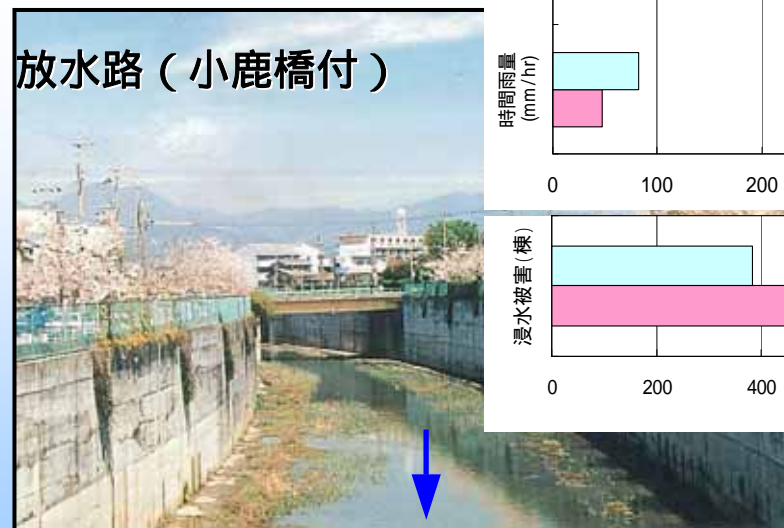 放水路（小鹿橋付）
時間雨量
(mm/hr)
0 100 200
浸水被害(棟)
0 200 400